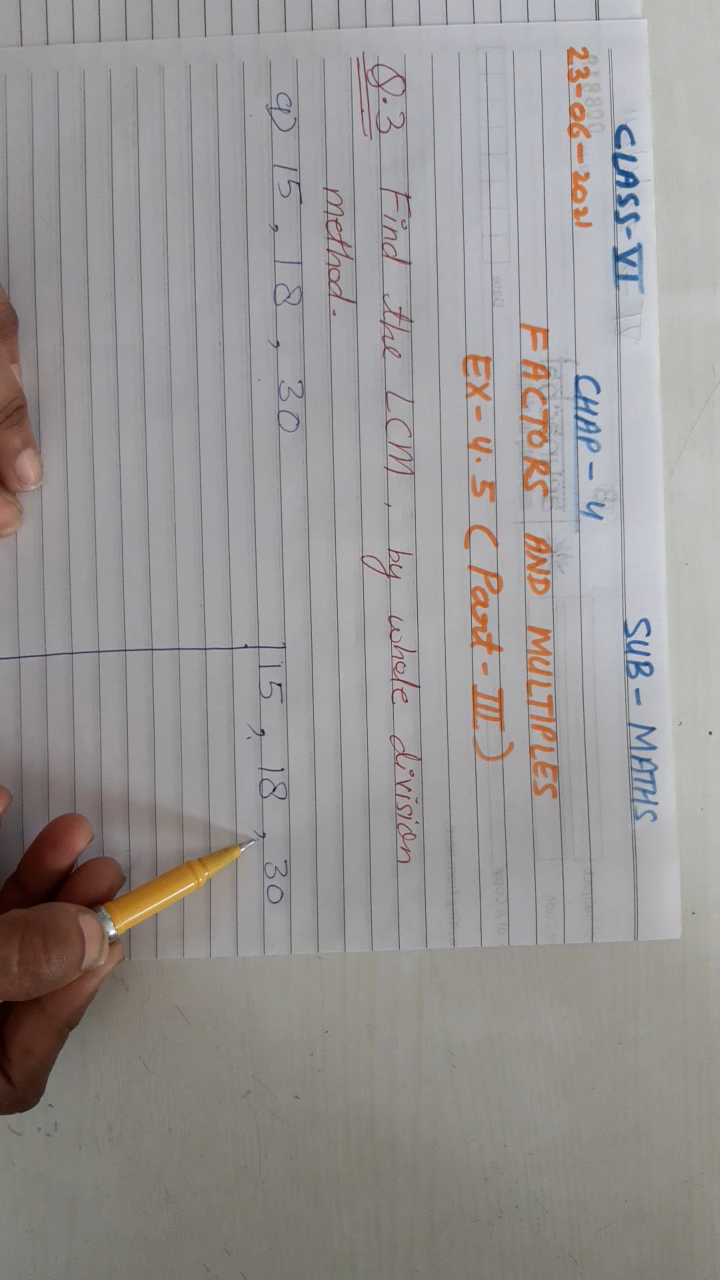 CLASS-VI CHAP-4 SUB-MATHS
23-06-2021
FACTORS AND MULTIPLES
EX-4.5 (Part-III)
Q.3 Find the LCM, by whole division
method.
a) 15, 18, 30
15, 18, 30